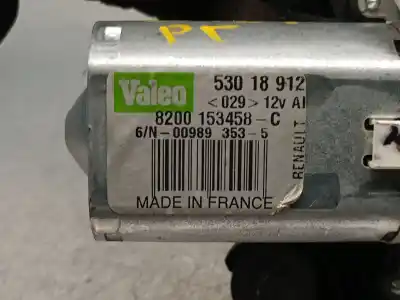 PF
Valeo
530 18 912
<029> 12v AI
8200 153458-C
6/N-00989 353-5
RENAULT
MADE IN FRANCE